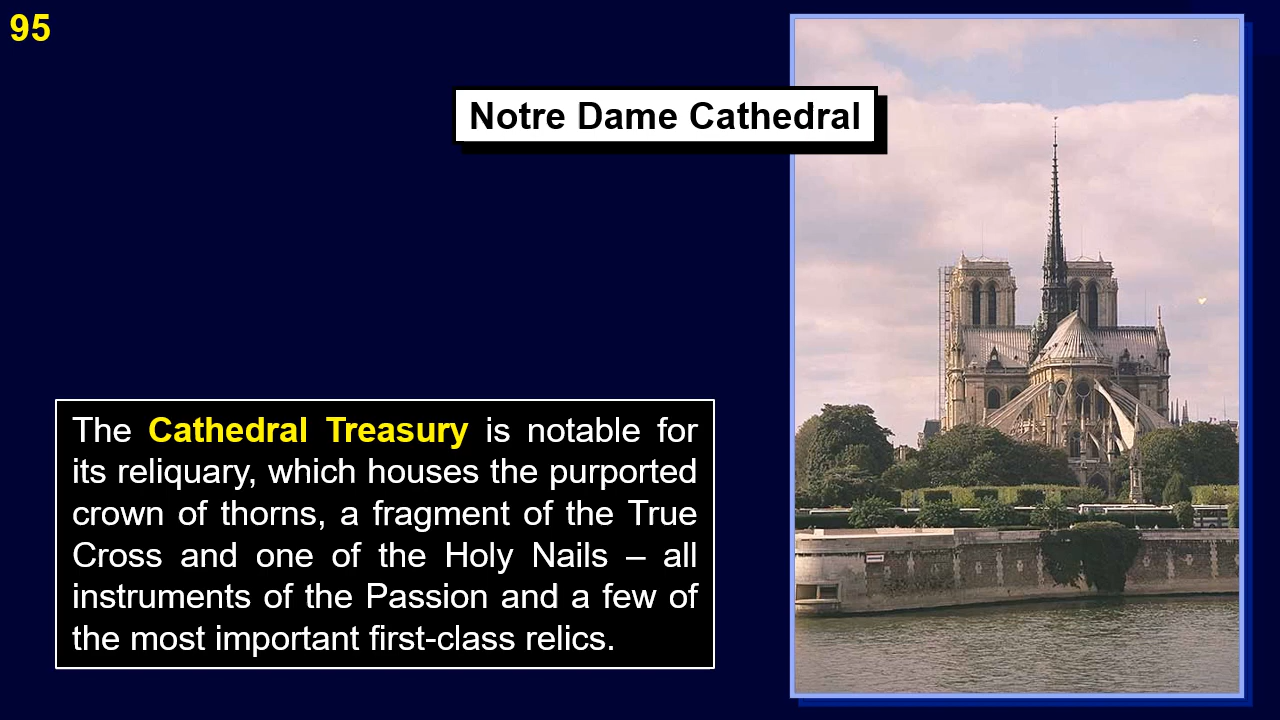 95
Notre Dame Cathedral
The Cathedral Treasury is notable for
its reliquary, which houses the purported
crown of thorns, a fragment of the True
Cross and one of the Holy Nails – all
instruments of the Passion and a few of
the most important first-class relics.